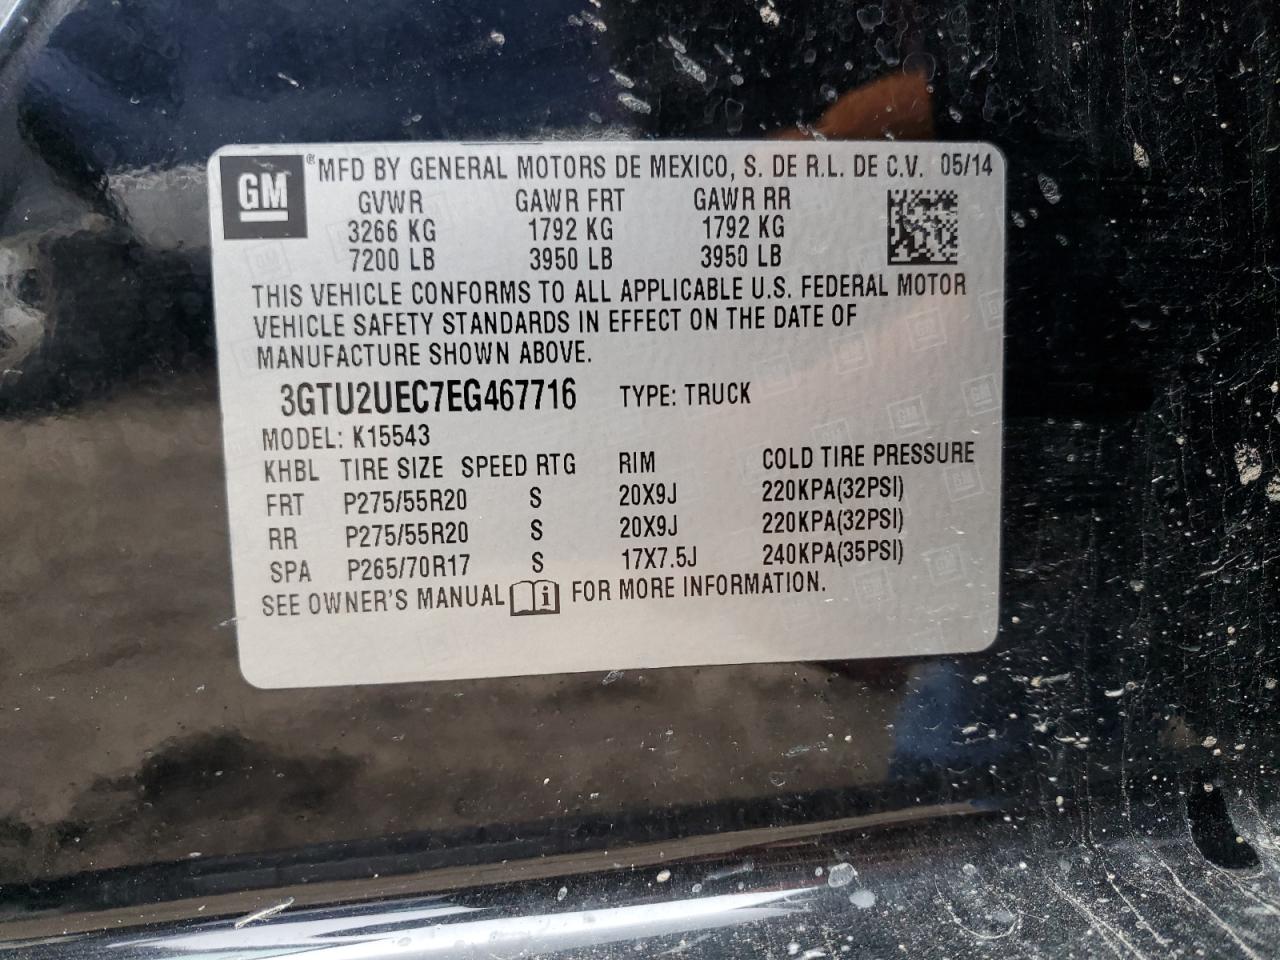 GM ® MFD BY GENERAL MOTORS DE MEXICO, S. DE R.L. DE C.V. 05/14
GVWR GAWR FRT GAWR RR
3266 KG 1792 KG 1792 KG
7200 LB 3950 LB 3950 LB
THIS VEHICLE CONFORMS TO ALL APPLICABLE U.S. FEDERAL MOTOR
VEHICLE SAFETY STANDARDS IN EFFECT ON THE DATE OF
MANUFACTURE SHOWN ABOVE.
3GTU2UEC7EG467716 TYPE: TRUCK
MODEL: K15543
KHBL TIRE SIZE SPEED RTG RIM COLD TIRE PRESSURE
FRT P275/55R20 S 20X9J 220KPA(32PSI)
RR P275/55R20 S 20X9J 220KPA(32PSI)
SPA P265/70R17 S 17X7.5J 240KPA(35PSI)
SEE OWNER'S MANUAL i FOR MORE INFORMATION.